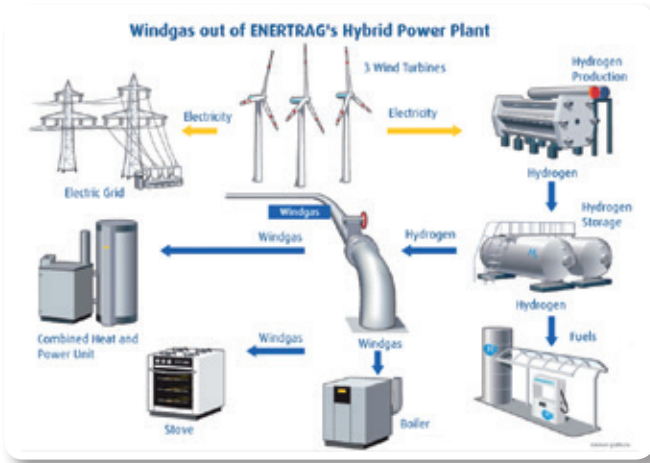 Windgas out of ENERTRAG's Hybrid Power Plant
3 Wind Turbines
Hydrogen
Production
Electricity
Electricity
Electric Grid
Hydrogen
Hydrogen
Storage
Windgas
Windgas
Hydrogen
Combined Heat and
Power Unit
Hydrogen
Fuels
Windgas
Windgas
Stove
Boiler